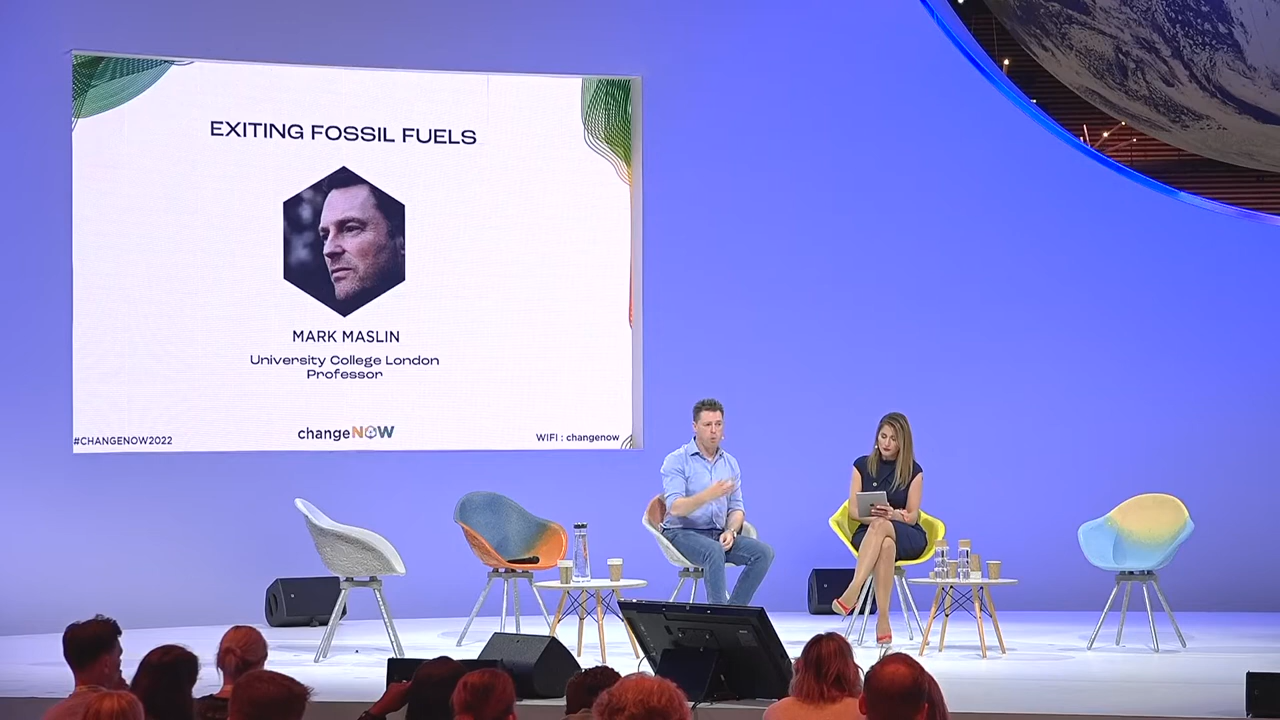 EXITING FOSSIL FUELS
MARK MASLIN
University College London
Professor
changeNOW
#CHANGENOW2022
WIFI : changenow